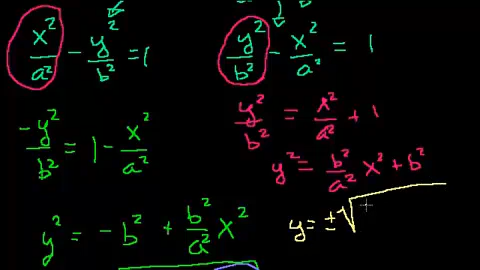 x²/a² - y²/b² = 1
-y²/b² = 1 - x²/a²
y² = -b² + b²/a² x²
y²/b² - x²/a² = 1
y²/b² = x²/a² + 1
y² = b²/a² x² + b²
y = ±√